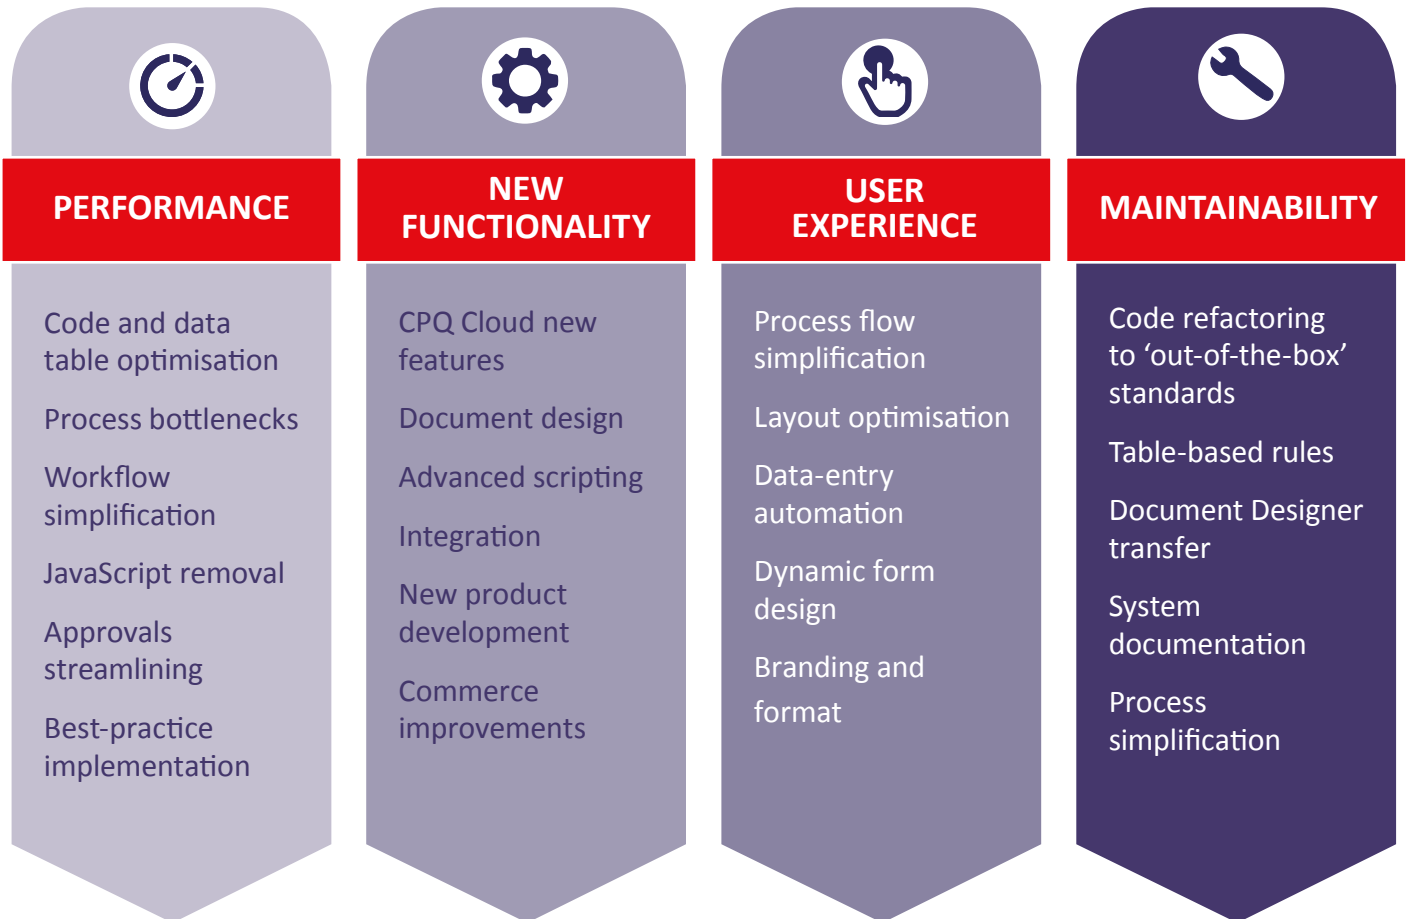 PERFORMANCE
Code and data
table optimisation
Process bottlenecks
Workflow
simplification
JavaScript removal
Approvals
streamlining
Best-practice
implementation
NEW
FUNCTIONALITY
CPQ Cloud new
features
Document design
Advanced scripting
Integration
New product
development
Commerce
improvements
USER
EXPERIENCE
Process flow
simplification
Layout optimisation
Data-entry
automation
Dynamic form
design
Branding and
format
MAINTAINABILITY
Code refactoring
to ‘out-of-the-box’
standards
Table-based rules
Document Designer
transfer
System
documentation
Process
simplification